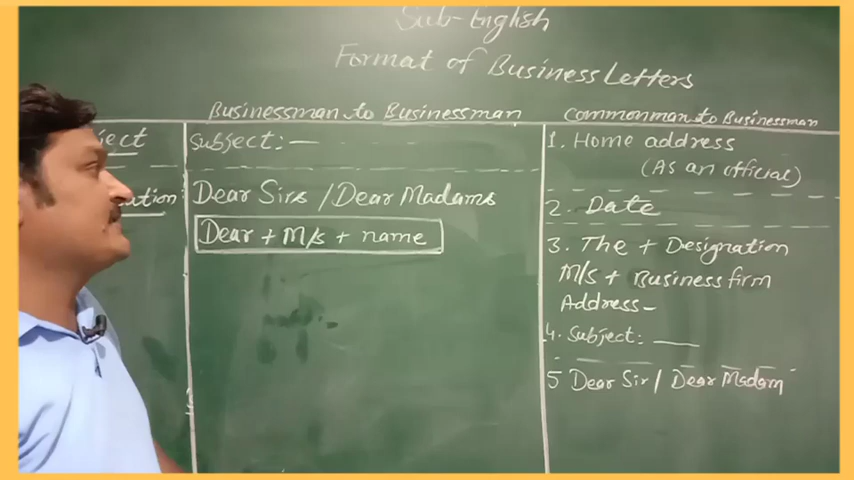 Sub-English
Format of Business Letters
Businessman to Businessman
Commonman to Businessman
ject
Subject:-
ation
Dear Sirs / Dear Madams
Dear + M/s + name
1. Home address
(As an official)
2. Date
3. The + Designation
M/s + Business firm
Address-
4. Subject:
5 Dear Sir / Dear Madam